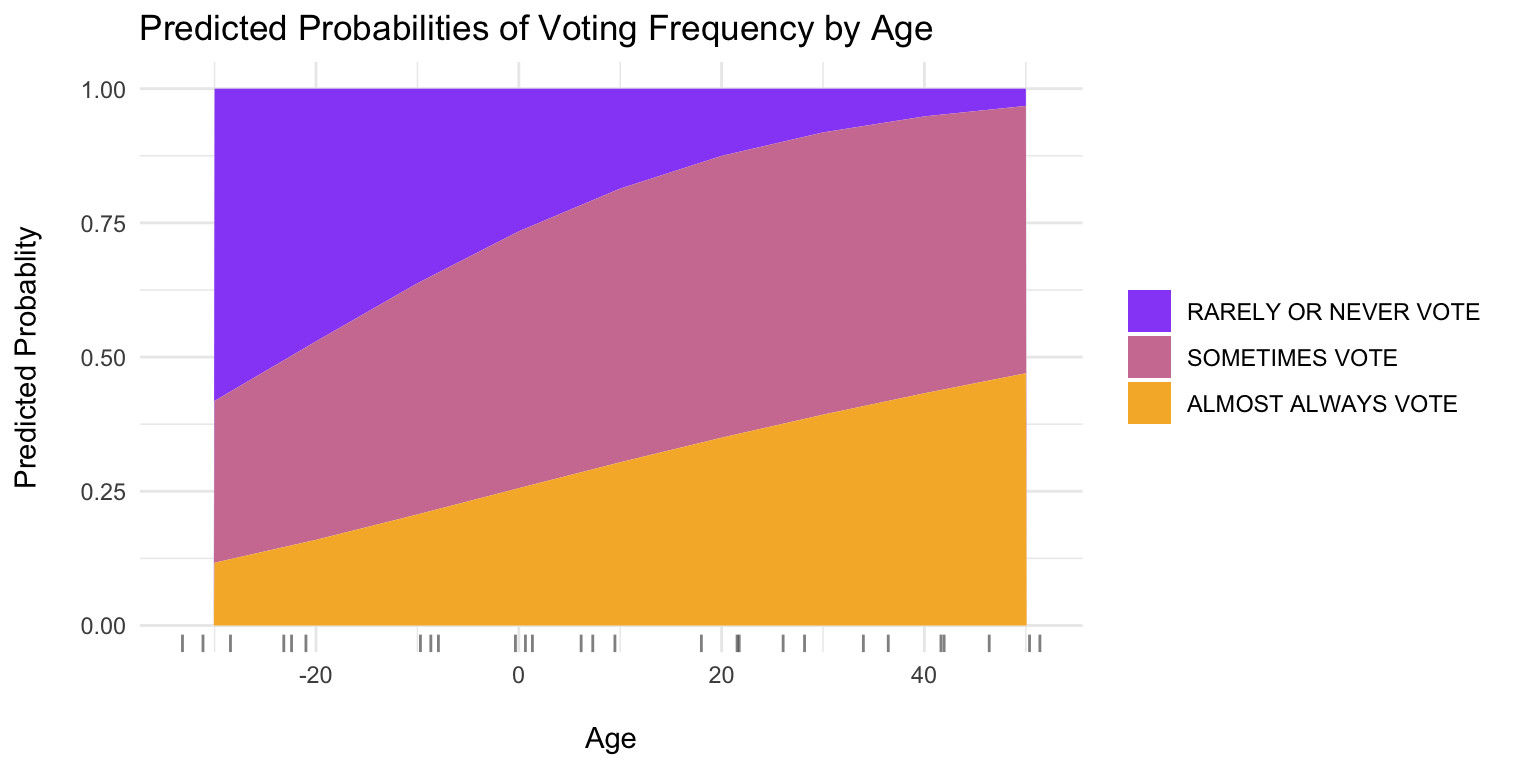 Predicted Probabilities of Voting Frequency by Age
Predicted Probablity
1.00
0.75
0.50
0.25
0.00
-20
0
20
40
Age
RARELY OR NEVER VOTE
SOMETIMES VOTE
ALMOST ALWAYS VOTE